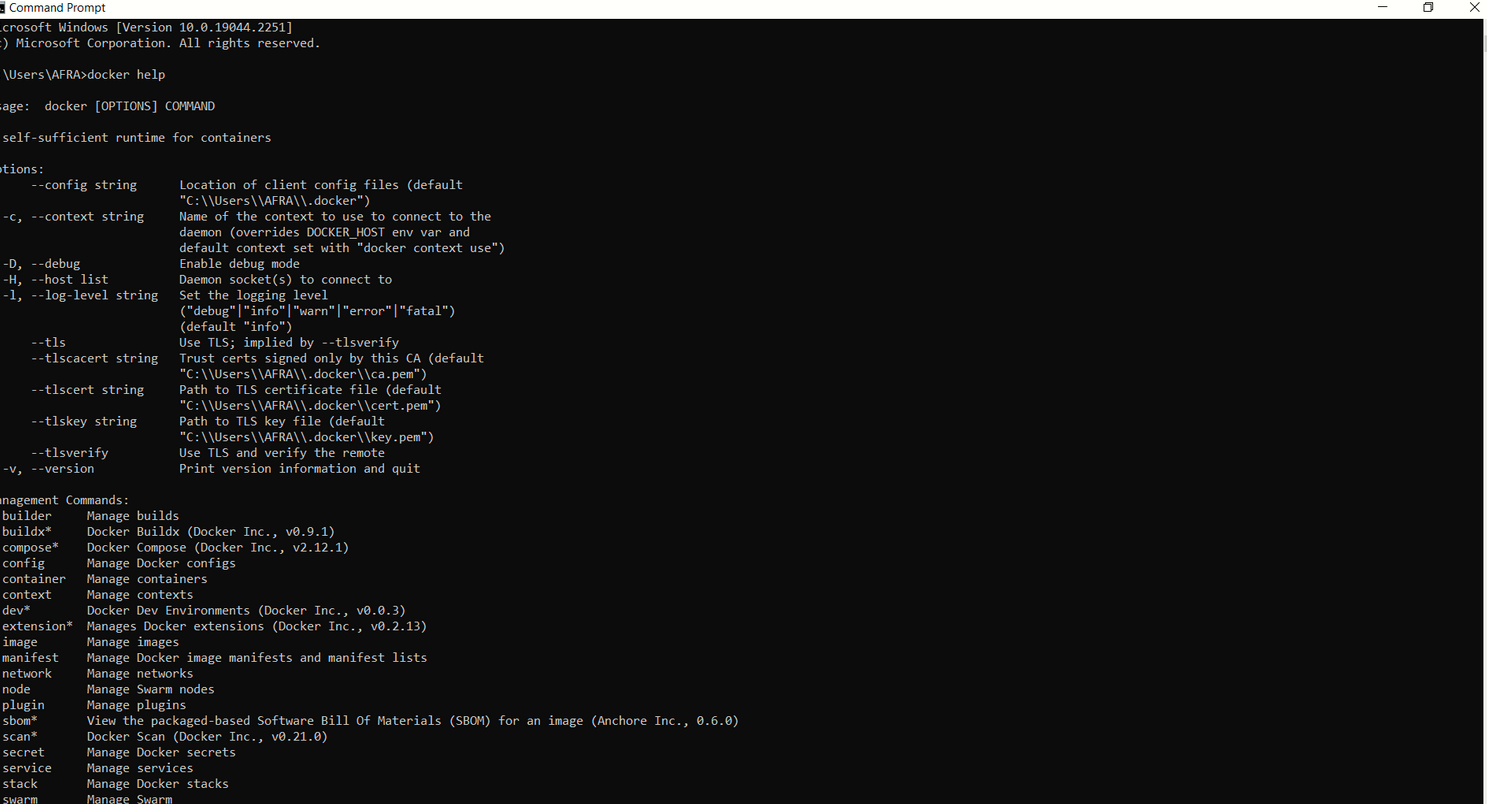 Command Prompt
icrosoft Windows [Version 10.0.19044.2251]
c) Microsoft Corporation. All rights reserved.
\Users\AFRA>docker help
sage:  docker [OPTIONS] COMMAND
self-sufficient runtime for containers
ptions:
--config string      Location of client config files (default
"C:\\Users\\AFRA\\.docker")
-c, --context string     Name of the context to use to connect to the
daemon (overrides DOCKER_HOST env var and
default context set with "docker context use")
-D, --debug              Enable debug mode
-H, --host list          Daemon socket(s) to connect to
-l, --log-level string   Set the logging level
("debug"|"info"|"warn"|"error"|"fatal")
(default "info")
--tls                Use TLS; implied by --tlsverify
--tlscacert string   Trust certs signed only by this CA (default
"C:\\Users\\AFRA\\.docker\\ca.pem")
--tlscert string     Path to TLS certificate file (default
"C:\\Users\\AFRA\\.docker\\cert.pem")
--tlskey string      Path to TLS key file (default
"C:\\Users\\AFRA\\.docker\\key.pem")
--tlsverify          Use TLS and verify the remote
-v, --version            Print version information and quit
anagement Commands:
builder     Manage builds
buildx*     Docker Buildx (Docker Inc., v0.9.1)
compose*    Docker Compose (Docker Inc., v2.12.1)
config      Manage Docker configs
container   Manage containers
context     Manage contexts
dev*        Docker Dev Environments (Docker Inc., v0.0.3)
extension*  Manages Docker extensions (Docker Inc., v0.2.13)
image       Manage images
manifest    Manage Docker image manifests and manifest lists
network     Manage networks
node        Manage Swarm nodes
plugin      Manage plugins
sbom*       View the packaged-based Software Bill Of Materials (SBOM) for an image (Anchore Inc., 0.6.0)
scan*       Docker Scan (Docker Inc., v0.21.0)
secret      Manage Docker secrets
service     Manage services
stack       Manage Docker stacks
swarm       Manage Swarm